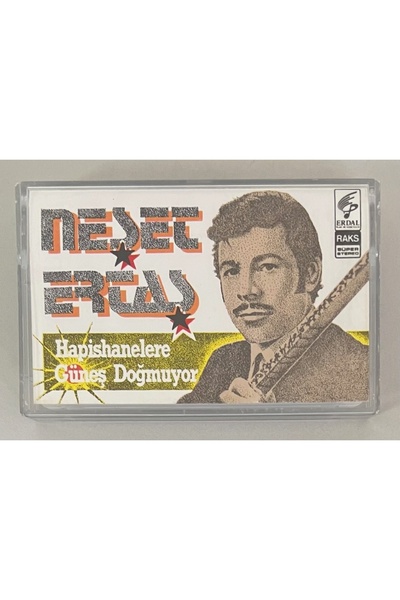 NEŞET
ERTAŞ
Hapishanelere
Güneş Doğmuyor
ERDAL
RAKS
SÜPER
STEREO